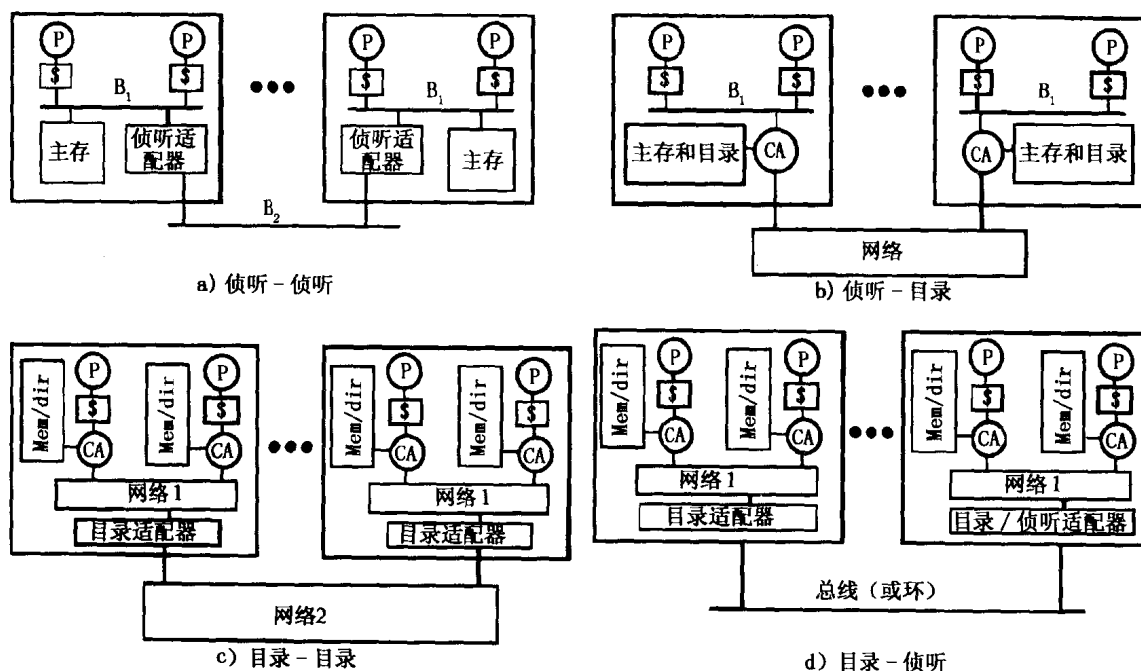 P P P P
$ $ $ $
B1 B1 B1
主存 侦听适配器 侦听适配器 主存
主存和目录 CA CA 主存和目录
B2
网络
a) 侦听-侦听
b) 侦听-目录
P P P P
P P P P
$ $ $ $
$ $ $ $
Mem/dir Mem/dir Mem/dir Mem/dir
Mem/dir Mem/dir Mem/dir Mem/dir
CA CA CA CA
CA CA CA CA
网络1 网络1 网络1 网络1
目录适配器 目录适配器 目录适配器 目录/侦听适配器
总线（或环）
网络2
c) 目录-目录
d) 目录-侦听